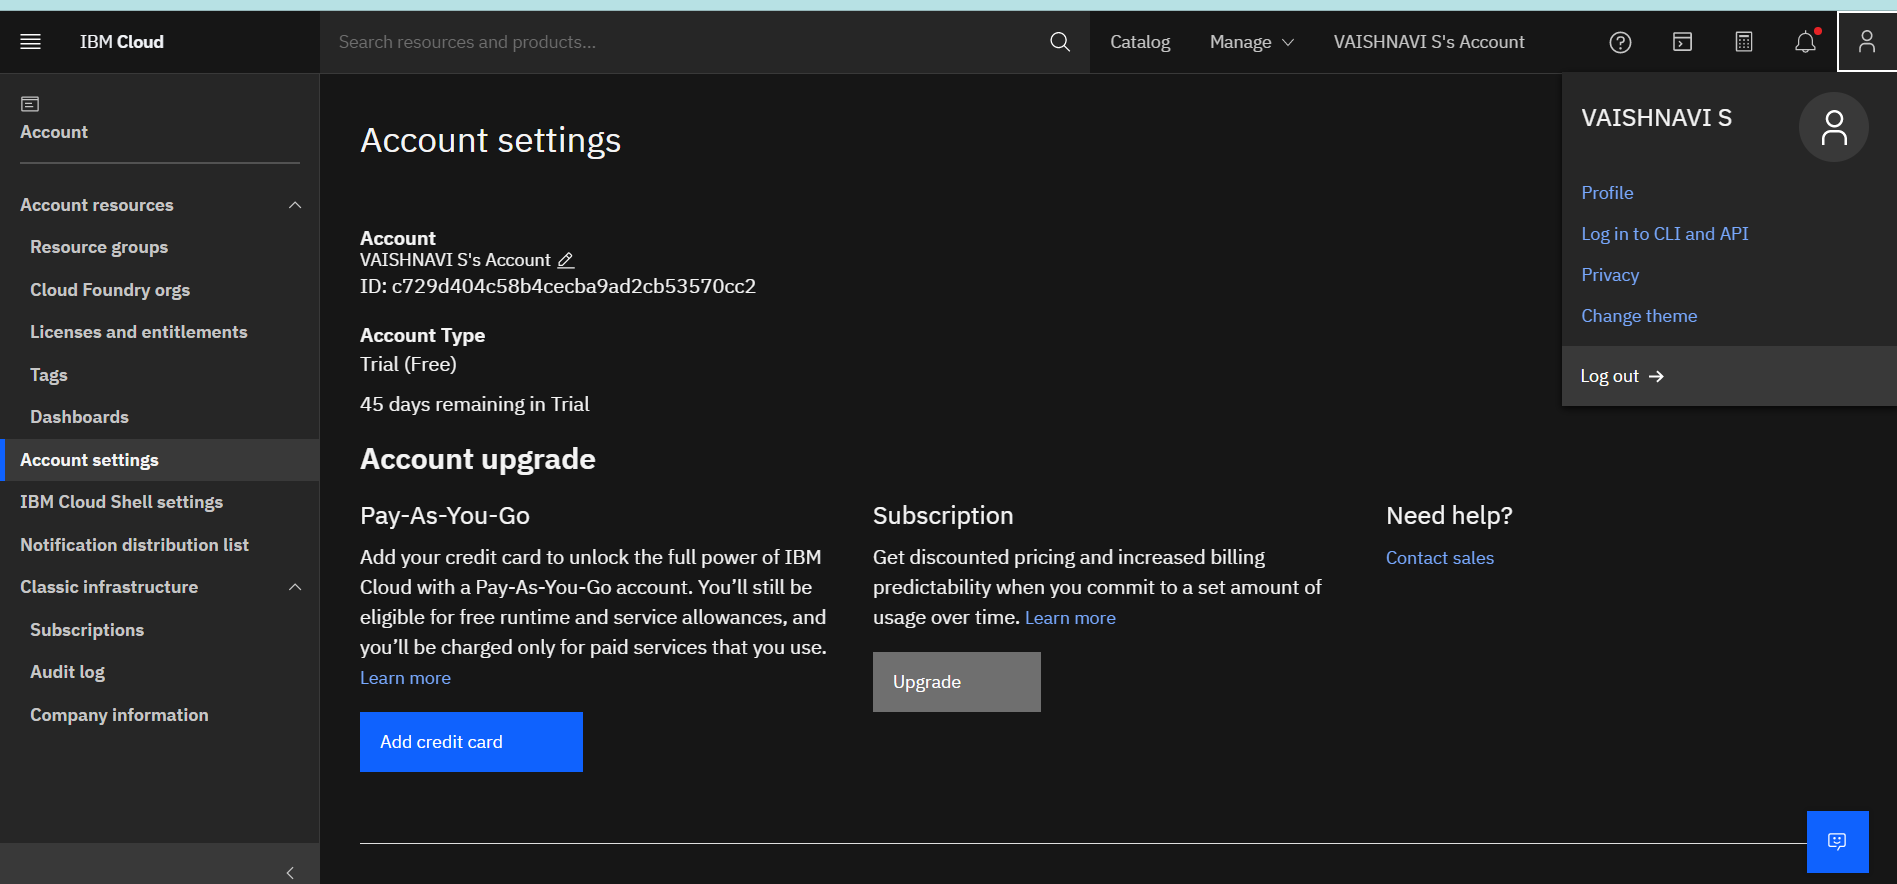 IBM Cloud
Search resources and products...
Catalog
Manage
VAISHNAVI S's Account
Account
Account resources
Resource groups
Cloud Foundry orgs
Licenses and entitlements
Tags
Dashboards
Account settings
IBM Cloud Shell settings
Notification distribution list
Classic infrastructure
Subscriptions
Audit log
Company information
Account settings
Account
VAISHNAVI S's Account
ID: c729d404c58b4cecba9ad2cb53570cc2
Account Type
Trial (Free)
45 days remaining in Trial
Account upgrade
Pay-As-You-Go
Add your credit card to unlock the full power of IBM
Cloud with a Pay-As-You-Go account. You’ll still be
eligible for free runtime and service allowances, and
you’ll be charged only for paid services that you use.
Learn more
Add credit card
Subscription
Get discounted pricing and increased billing
predictability when you commit to a set amount of
usage over time. Learn more
Upgrade
Need help?
Contact sales
VAISHNAVI S
Profile
Log in to CLI and API
Privacy
Change theme
Log out